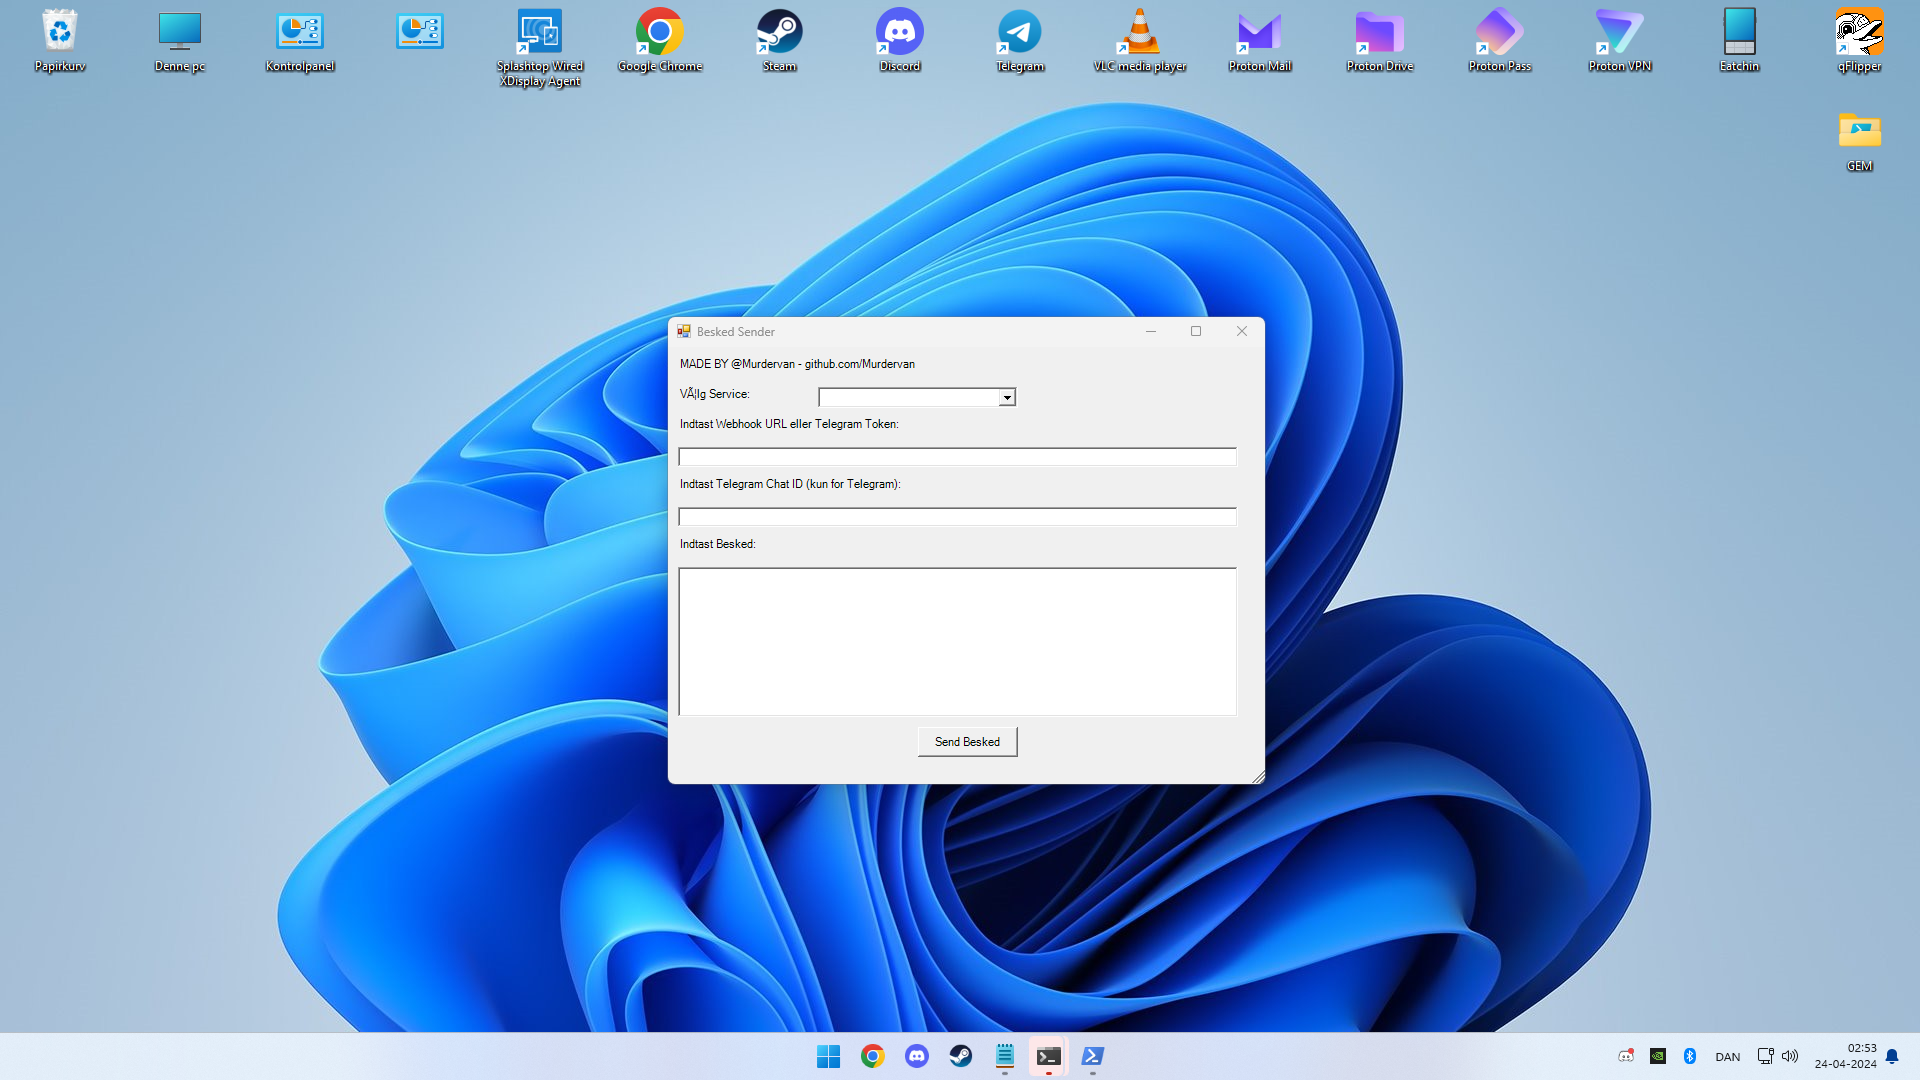 Papirkurv
Denne pc
Kontrolpanel
Splashtop Wired
XDisplay Agent
Google Chrome
Steam
Discord
Telegram
VLC media player
Proton Mail
Proton Drive
Proton Pass
Proton VPN
Eatchin
qFlipper
GEM
Besked Sender
MADE BY @Murdervan - github.com/Murdervan
VÃ¦lg Service:
Indtast Webhook URL eller Telegram Token:
Indtast Telegram Chat ID (kun for Telegram):
Indtast Besked:
Send Besked
DAN
02:53
24-04-2024